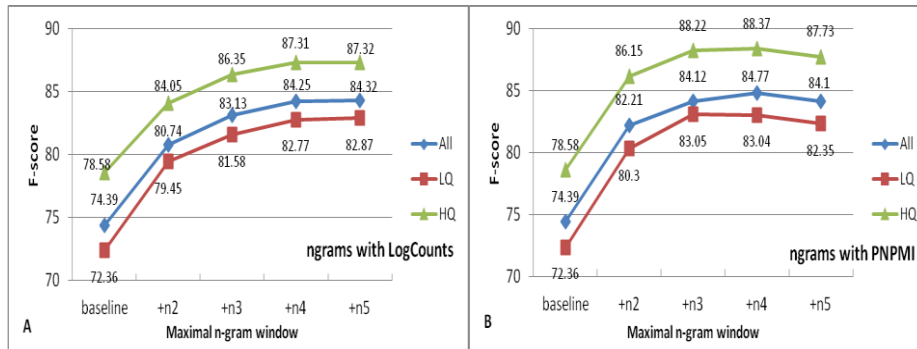 90
85
80
75
70
F-score
78.58
84.05
86.35
87.31
87.32
74.39
80.74
83.13
84.25
84.32
72.36
79.45
81.58
82.77
82.87
All
LQ
HQ
ngrams with LogCounts
baseline +n2 +n3 +n4 +n5
A
Maximal n-gram window
90
85
80
75
70
F-score
78.58
86.15
88.22
88.37
87.73
74.39
82.21
84.12
84.77
84.1
72.36
80.3
83.05
83.04
82.35
All
LQ
HQ
ngrams with PNPMI
baseline +n2 +n3 +n4 +n5
B
Maximal n-gram window